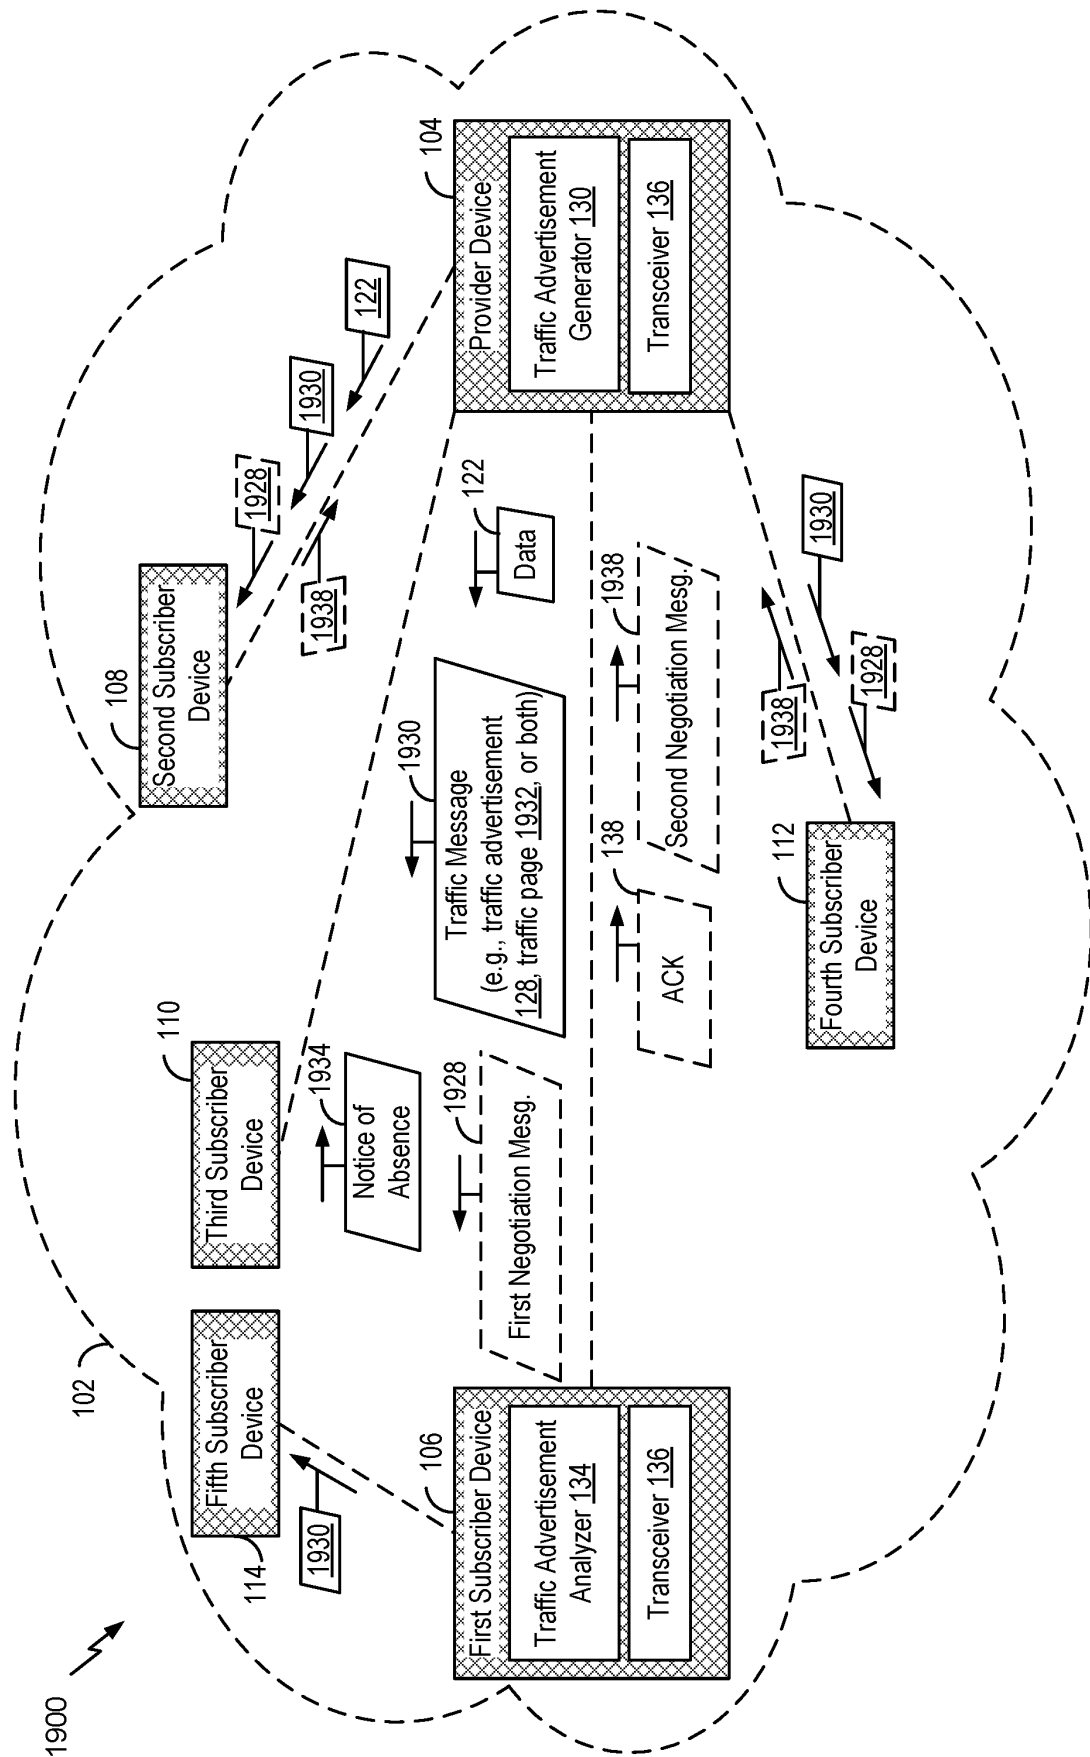 1900
102
114
Fifth Subscriber
Device
1930
110
Third Subscriber
Device
108
Second Subscriber
Device
1928
1938
1930
122
104
Provider Device
Traffic Advertisement
Generator 130
Transceiver 136
1934
Notice of
Absence
1928
First Negotiation Mesg.
1930
Traffic Message
(e.g., traffic advertisement
128, traffic page 1932, or both)
122
Data
106
First Subscriber Device
Traffic Advertisement
Analyzer 134
Transceiver 136
138
ACK
1938
Second Negotiation Mesg.
112
Fourth Subscriber
Device
1938
1928
1930